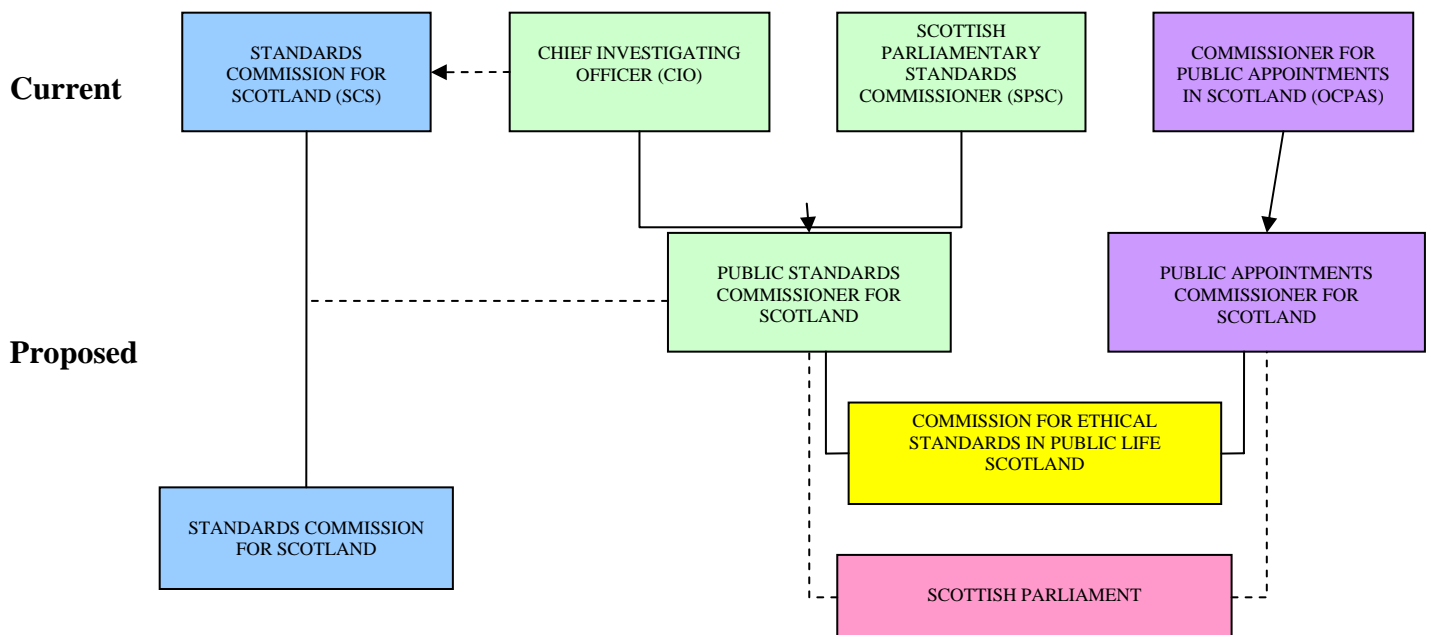 Current
STANDARDS
COMMISSION FOR
SCOTLAND (SCS)
CHIEF INVESTIGATING
OFFICER (CIO)
SCOTTISH
PARLIAMENTARY
STANDARDS
COMMISSIONER (SPSC)
COMMISSIONER FOR
PUBLIC APPOINTMENTS
IN SCOTLAND (OCPAS)
Proposed
PUBLIC STANDARDS
COMMISSIONER FOR
SCOTLAND
PUBLIC APPOINTMENTS
COMMISSIONER FOR
SCOTLAND
COMMISSION FOR ETHICAL
STANDARDS IN PUBLIC LIFE
SCOTLAND
STANDARDS COMMISSION
FOR SCOTLAND
SCOTTISH PARLIAMENT